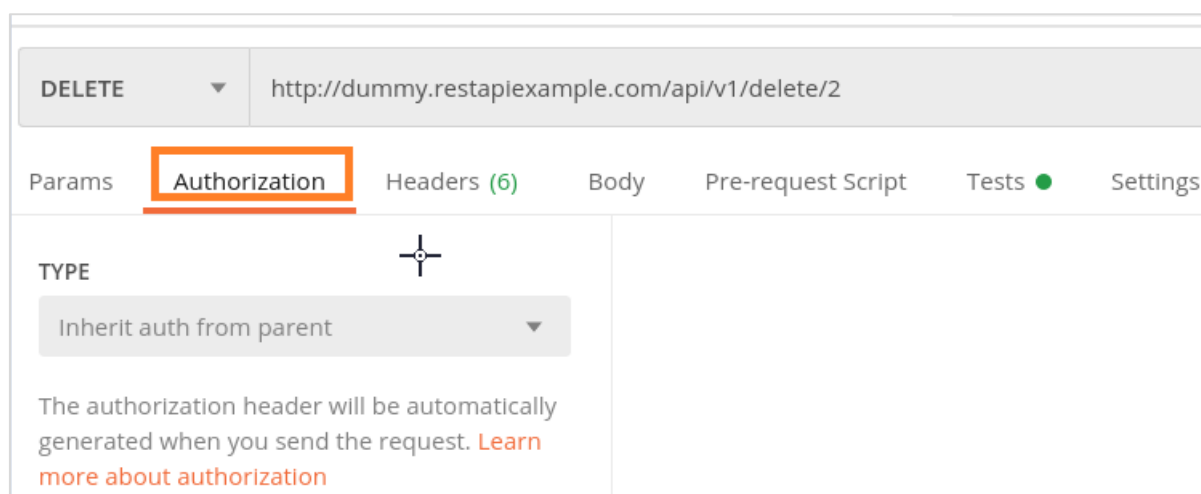 DELETE http://dummy.restapiexample.com/api/v1/delete/2
Params Authorization Headers (6) Body Pre-request Script Tests Settings
TYPE
Inherit auth from parent
The authorization header will be automatically
generated when you send the request. Learn
more about authorization